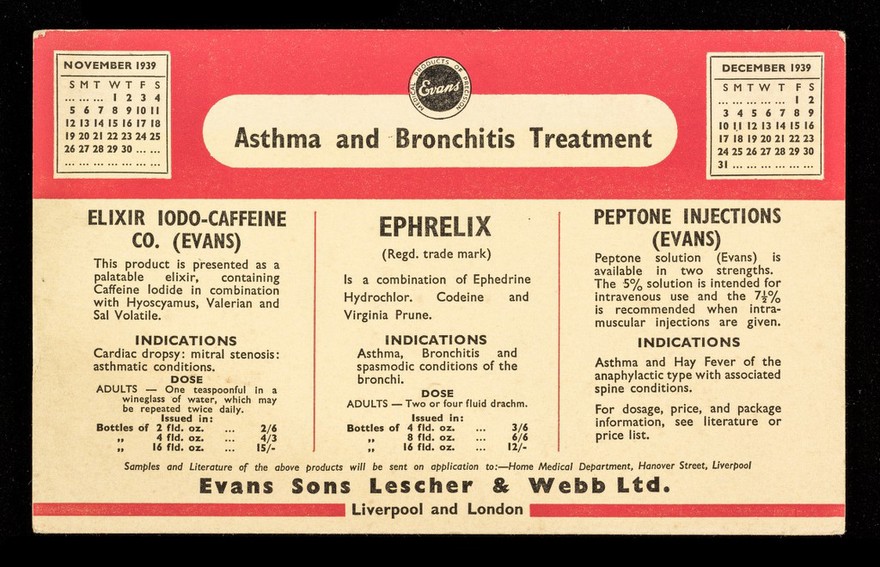 NOVEMBER 1939
S M T W T F S
... ... ... 1 2 3 4
5 6 7 8 9 10 11
12 13 14 15 16 17 18
19 20 21 22 23 24 25
26 27 28 29 30 ... ...
... ... ... ... ... ... ...
MEDICAL PRODUCTS OF PRECISION
Evans
Asthma and Bronchitis Treatment
DECEMBER 1939
S M T W T F S
... ... ... ... ... 1 2
3 4 5 6 7 8 9
10 11 12 13 14 15 16
17 18 19 20 21 22 23
24 25 26 27 28 29 30
31 ... ... ... ... ... ...
ELIXIR IODO-CAFFEINE
CO. (EVANS)
This product is presented as a
palatable elixir, containing
Caffeine Iodide in combination
with Hyoscyamus, Valerian and
Sal Volatile.
INDICATIONS
Cardiac dropsy: mitral stenosis:
asthmatic conditions.
DOSE
ADULTS — One teaspoonful in a
wineglass of water, which may
be repeated twice daily.
Issued in:
Bottles of 2 fld. oz. ... 2/6
„ 4 fld. oz. ... 4/3
„ 16 fld. oz. ... 15/-
EPHRELIX
(Regd. trade mark)
Is a combination of Ephedrine
Hydrochlor. Codeine and
Virginia Prune.
INDICATIONS
Asthma, Bronchitis and
spasmodic conditions of the
bronchi.
DOSE
ADULTS — Two or four fluid drachm.
Issued in:
Bottles of 4 fld. oz. ... 3/6
„ 8 fld. oz. ... 6/6
„ 16 fld. oz. ... 12/-
PEPTONE INJECTIONS
(EVANS)
Peptone solution (Evans) is
available in two strengths.
The 5% solution is intended for
intravenous use and the 7½%
is recommended when intra-
muscular injections are given.
INDICATIONS
Asthma and Hay Fever of the
anaphylactic type with associated
spine conditions.
For dosage, price, and package
information, see literature or
price list.
Samples and Literature of the above products will be sent on application to:—Home Medical Department, Hanover Street, Liverpool
Evans Sons Lescher & Webb Ltd.
Liverpool and London